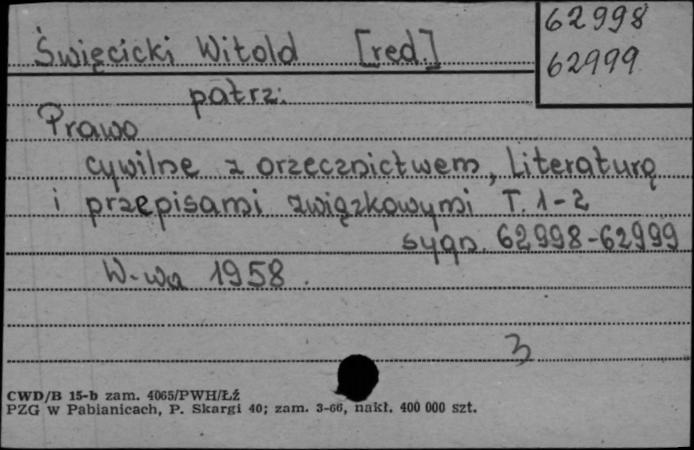 Święcicki Witold [red.]
62998
62999
patrz:
Prawo
cywilne z orzecznictwem, literaturą
i przepisami związkowymi T. 1-2
sygn. 62998-62999
W-wa 1958.
3
CWD/B 15-b zam. 4065/PWH/Łź
PZG w Pabianicach, P. Skargi 40; zam. 3-66, nakł. 400 000 szt.